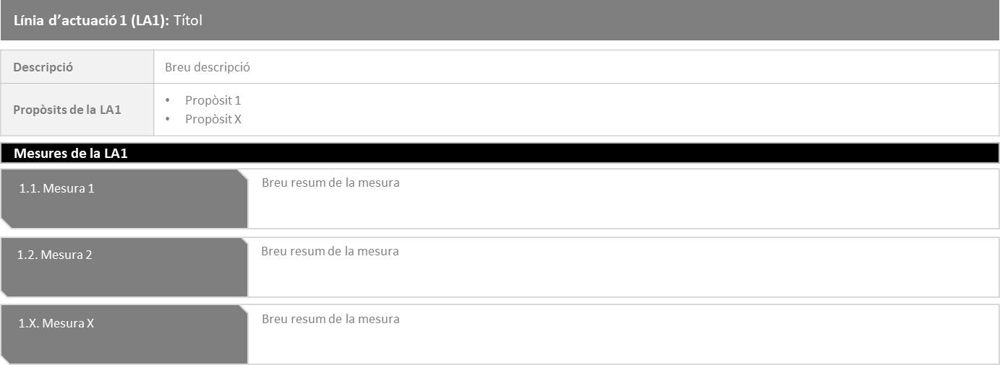 Línia d’actuació 1 (LA1): Títol
Descripció
Breu descripció
Propòsits de la LA1
• Propòsit 1
• Propòsit X
Mesures de la LA1
1.1. Mesura 1
Breu resum de la mesura
1.2. Mesura 2
Breu resum de la mesura
1.X. Mesura X
Breu resum de la mesura